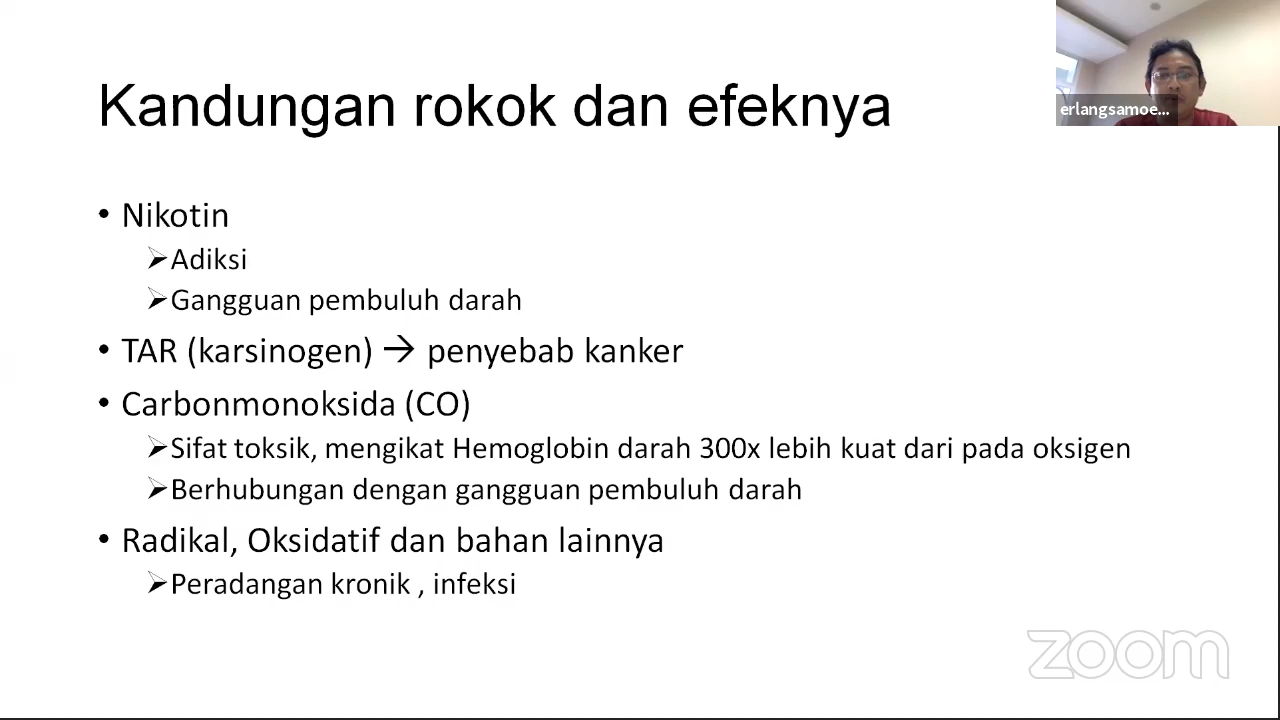 Kandungan rokok dan efeknya
erlangsamoe...
• Nikotin
➢Adiksi
➢Gangguan pembuluh darah
• TAR (karsinogen) → penyebab kanker
• Carbonmonoksida (CO)
➢Sifat toksik, mengikat Hemoglobin darah 300x lebih kuat dari pada oksigen
➢Berhubungan dengan gangguan pembuluh darah
• Radikal, Oksidatif dan bahan lainnya
➢Peradangan kronik , infeksi
zoom